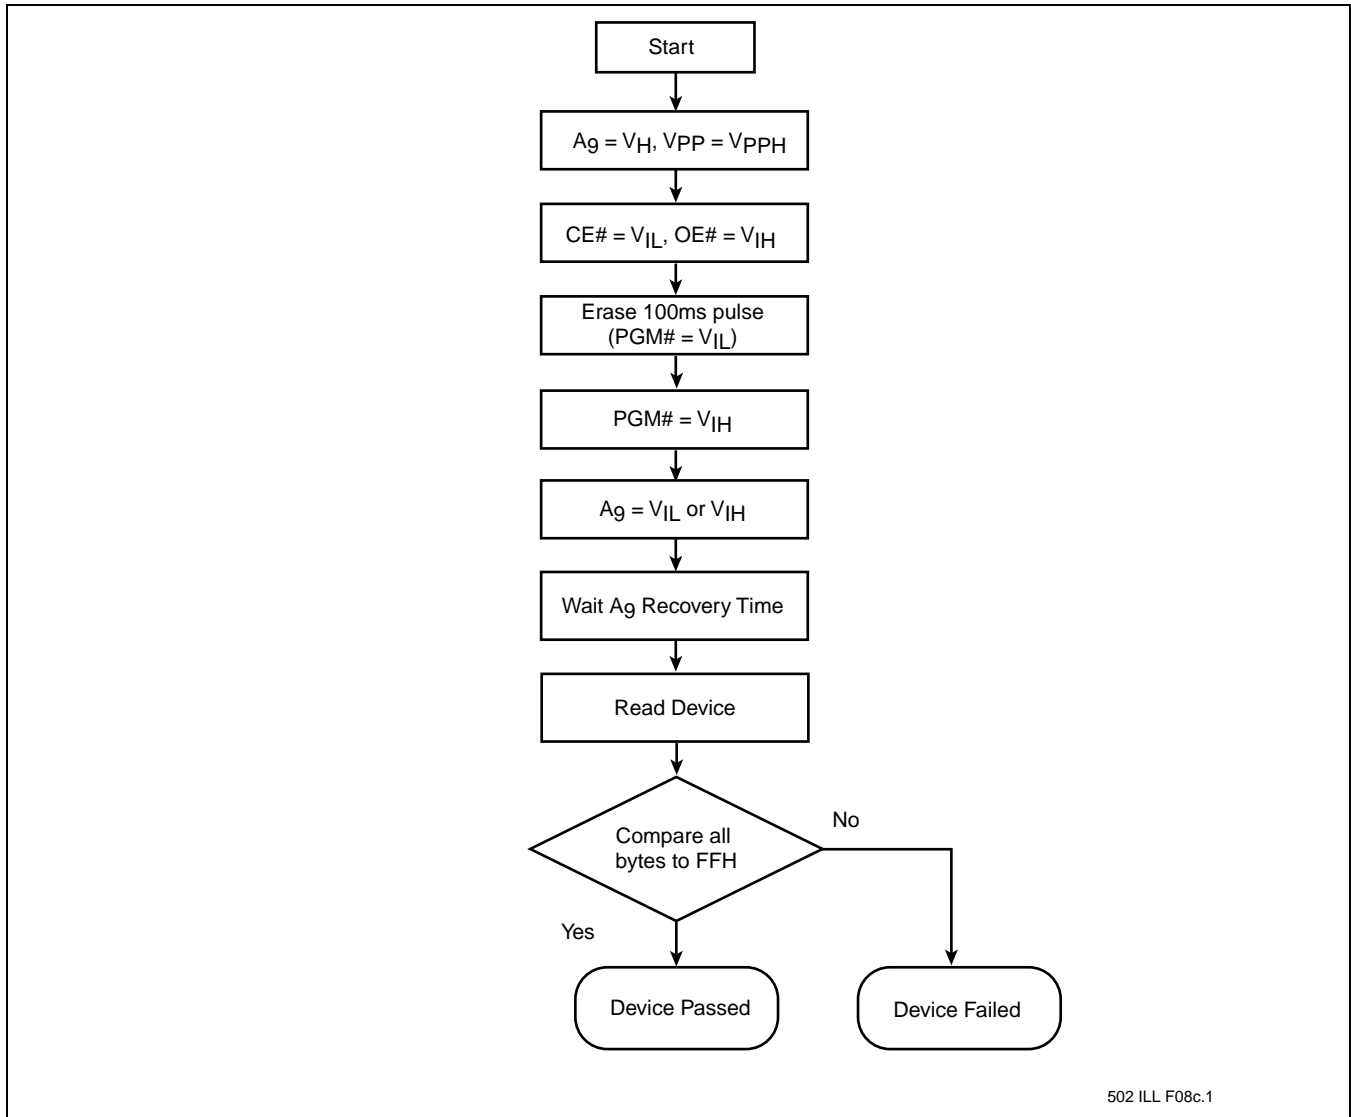 Start
A9 = VH, VPP = VPPH
CE# = VIL, OE# = VIH
Erase 100ms pulse
(PGM# = VIL)
PGM# = VIH
A9 = VIL or VIH
Wait A9 Recovery Time
Read Device
Compare all
bytes to FFH
No
Yes
Device Passed
Device Failed
502 ILL F08c.1